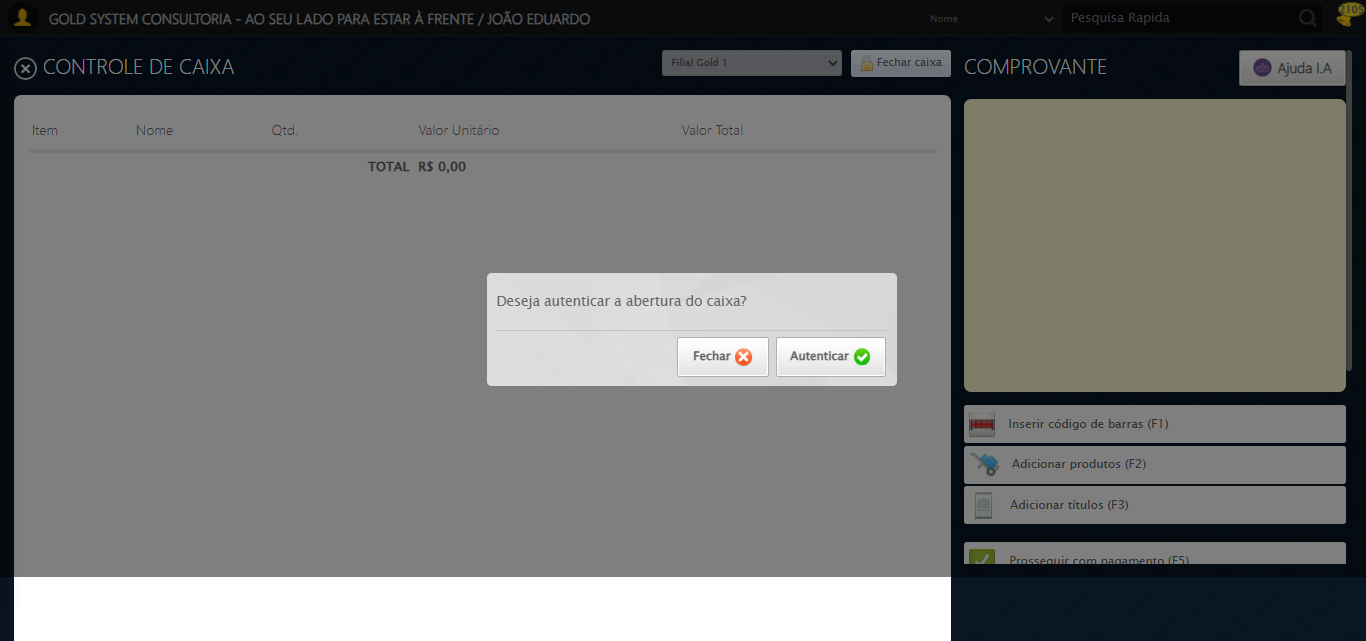 GOLD SYSTEM CONSULTORIA - AO SEU LADO PARA ESTAR À FRENTE / JOÃO EDUARDO
Nome
Pesquisa Rapida
2105
CONTROLE DE CAIXA
Filial Gold 1
Fechar caixa
COMPROVANTE
Ajuda I.A
Item Nome Qtd. Valor Unitário Valor Total
TOTAL R$ 0,00
Deseja autenticar a abertura do caixa?
Fechar
Autenticar
Inserir código de barras (F1)
Adicionar produtos (F2)
Adicionar títulos (F3)
Prosseguir com pagamento (F5)